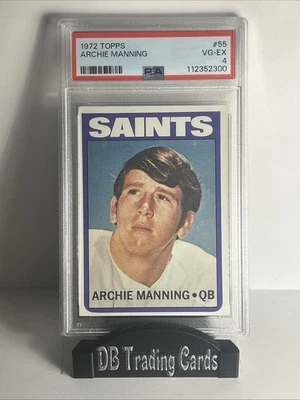 1972 TOPPS #55
ARCHIE MANNING VG-EX
PSA 4
112352300
SAINTS
ARCHIE MANNING • QB
DB Trading Cards